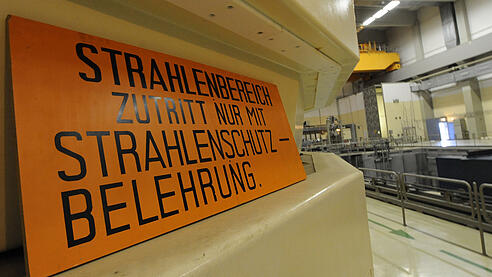 STRAHLENBEREICH
ZUTRITT NUR MIT
STRAHLENSCHUTZ–
BELEHRUNG.